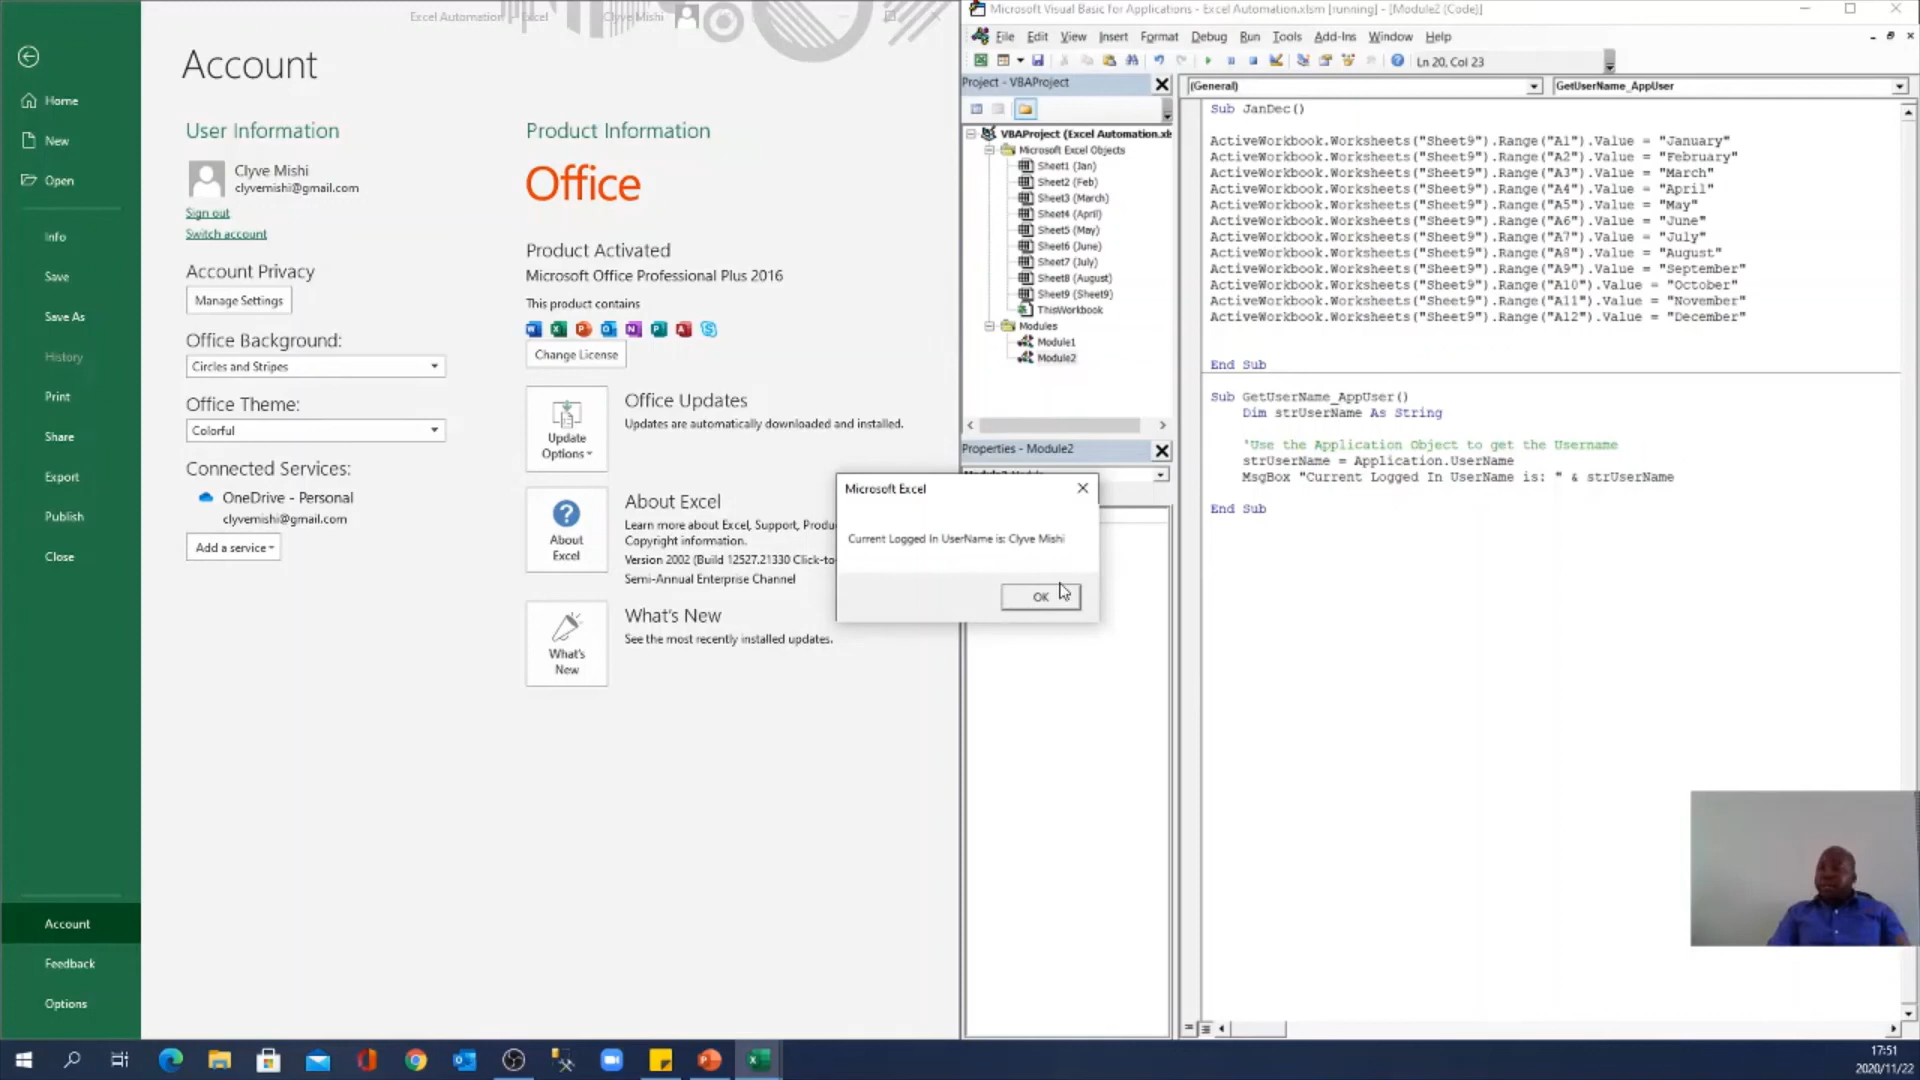 Excel Automation - Excel
Clyve Mishi
Account
Home
New
Open
Info
Save
Save As
History
Print
Share
Export
Publish
Close
Account
Feedback
Options
User Information
Clyve Mishi
clyvemishi@gmail.com
Sign out
Switch account
Account Privacy
Manage Settings
Office Background:
Circles and Stripes
Office Theme:
Colorful
Connected Services:
OneDrive - Personal
clyvemishi@gmail.com
Add a service
Product Information
Office
Product Activated
Microsoft Office Professional Plus 2016
This product contains
Change License
Update
Options
Office Updates
Updates are automatically downloaded and installed.
About
Excel
About Excel
Learn more about Excel, Support, Produ
Copyright information.
Version 2002 (Build 12527.21330 Click-to-
Semi-Annual Enterprise Channel
What's
New
What's New
See the most recently installed updates.
Microsoft Excel
Current Logged In UserName is: Clyve Mishi
OK
Microsoft Visual Basic for Applications - Excel Automation.xlsm [running] - [Module2 (Code)]
File Edit View Insert Format Debug Run Tools Add-Ins Window Help
Ln 20, Col 23
Project - VBAProject
VBAProject (Excel Automation.xl
Microsoft Excel Objects
Sheet1 (Jan)
Sheet2 (Feb)
Sheet3 (March)
Sheet4 (April)
Sheet5 (May)
Sheet6 (June)
Sheet7 (July)
Sheet8 (August)
Sheet9 (Sheet9)
ThisWorkbook
Modules
Module1
Module2
Properties - Module2
(General)
GetUserName_AppUser
Sub JanDec()
ActiveWorkbook.Worksheets("Sheet9").Range("A1").Value = "January"
ActiveWorkbook.Worksheets("Sheet9").Range("A2").Value = "February"
ActiveWorkbook.Worksheets("Sheet9").Range("A3").Value = "March"
ActiveWorkbook.Worksheets("Sheet9").Range("A4").Value = "April"
ActiveWorkbook.Worksheets("Sheet9").Range("A5").Value = "May"
ActiveWorkbook.Worksheets("Sheet9").Range("A6").Value = "June"
ActiveWorkbook.Worksheets("Sheet9").Range("A7").Value = "July"
ActiveWorkbook.Worksheets("Sheet9").Range("A8").Value = "August"
ActiveWorkbook.Worksheets("Sheet9").Range("A9").Value = "September"
ActiveWorkbook.Worksheets("Sheet9").Range("A10").Value = "October"
ActiveWorkbook.Worksheets("Sheet9").Range("A11").Value = "November"
ActiveWorkbook.Worksheets("Sheet9").Range("A12").Value = "December"
End Sub
Sub GetUserName_AppUser()
Dim strUserName As String
'Use the Application Object to get the Username
strUserName = Application.UserName
MsgBox "Current Logged In UserName is: " & strUserName
End Sub
17:51
2020/11/22